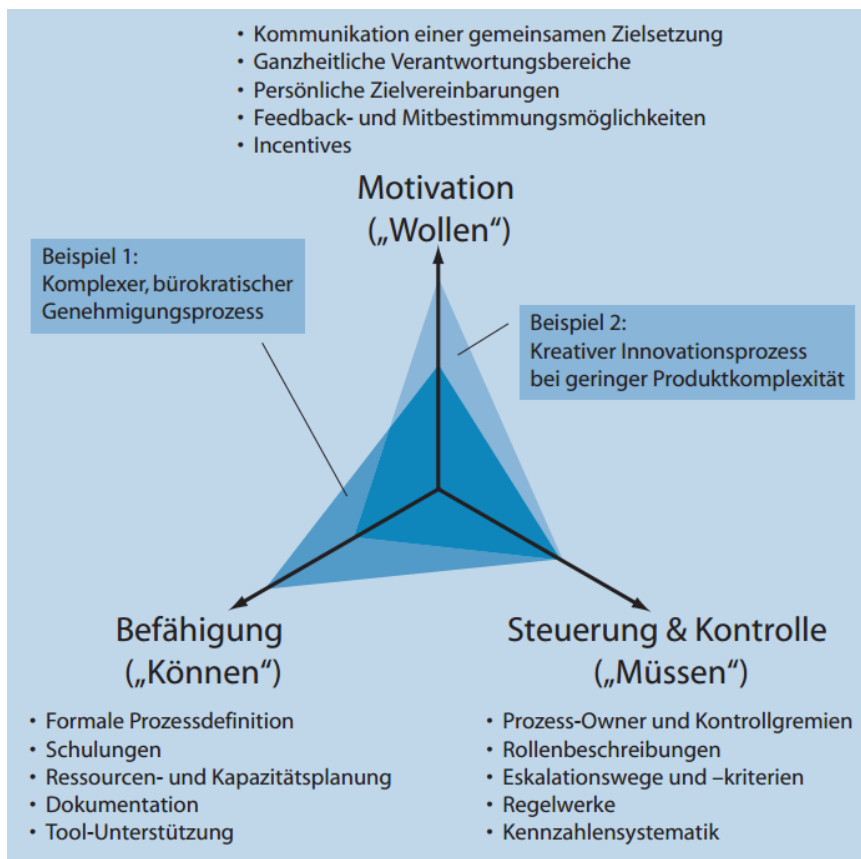 • Kommunikation einer gemeinsamen Zielsetzung
• Ganzheitliche Verantwortungsbereiche
• Persönliche Zielvereinbarungen
• Feedback- und Mitbestimmungsmöglichkeiten
• Incentives
Motivation
(„Wollen“)
Beispiel 1:
Komplexer, bürokratischer
Genehmigungsprozess
Beispiel 2:
Kreativer Innovationsprozess
bei geringer Produktkomplexität
Befähigung
(„Können“)
• Formale Prozessdefinition
• Schulungen
• Ressourcen- und Kapazitätsplanung
• Dokumentation
• Tool-Unterstützung
Steuerung & Kontrolle
(„Müssen“)
• Prozess-Owner und Kontrollgremien
• Rollenbeschreibungen
• Eskalationswege und –kriterien
• Regelwerke
• Kennzahlensystematik